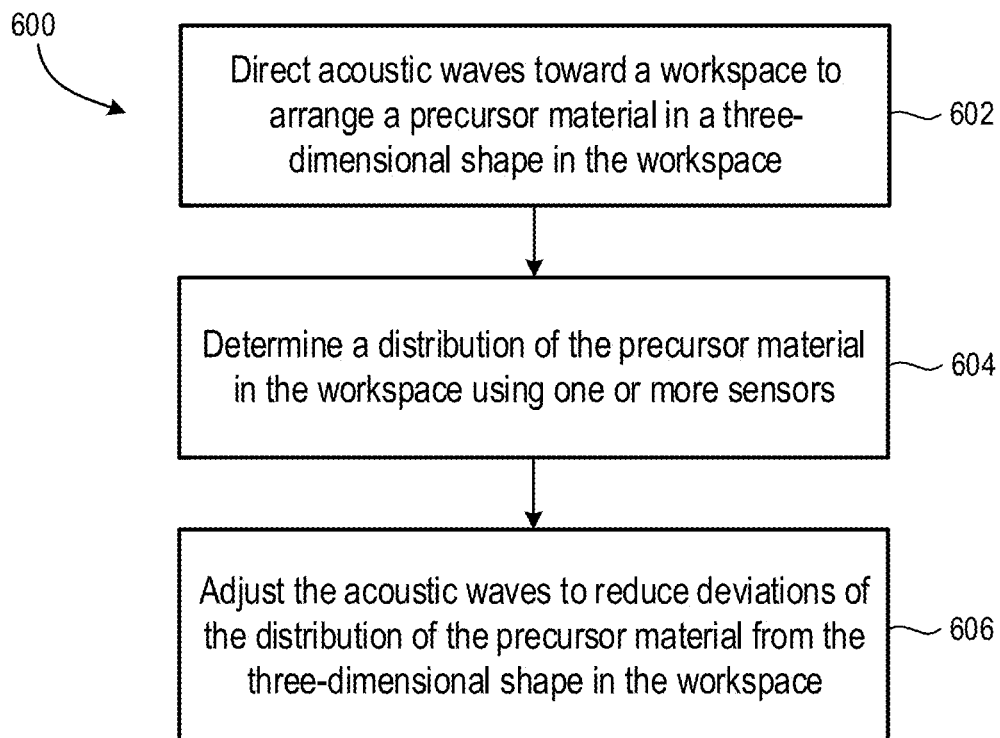 600
Direct acoustic waves toward a workspace to
arrange a precursor material in a three-
dimensional shape in the workspace
602
Determine a distribution of the precursor material
in the workspace using one or more sensors
604
Adjust the acoustic waves to reduce deviations of
the distribution of the precursor material from the
three-dimensional shape in the workspace
606